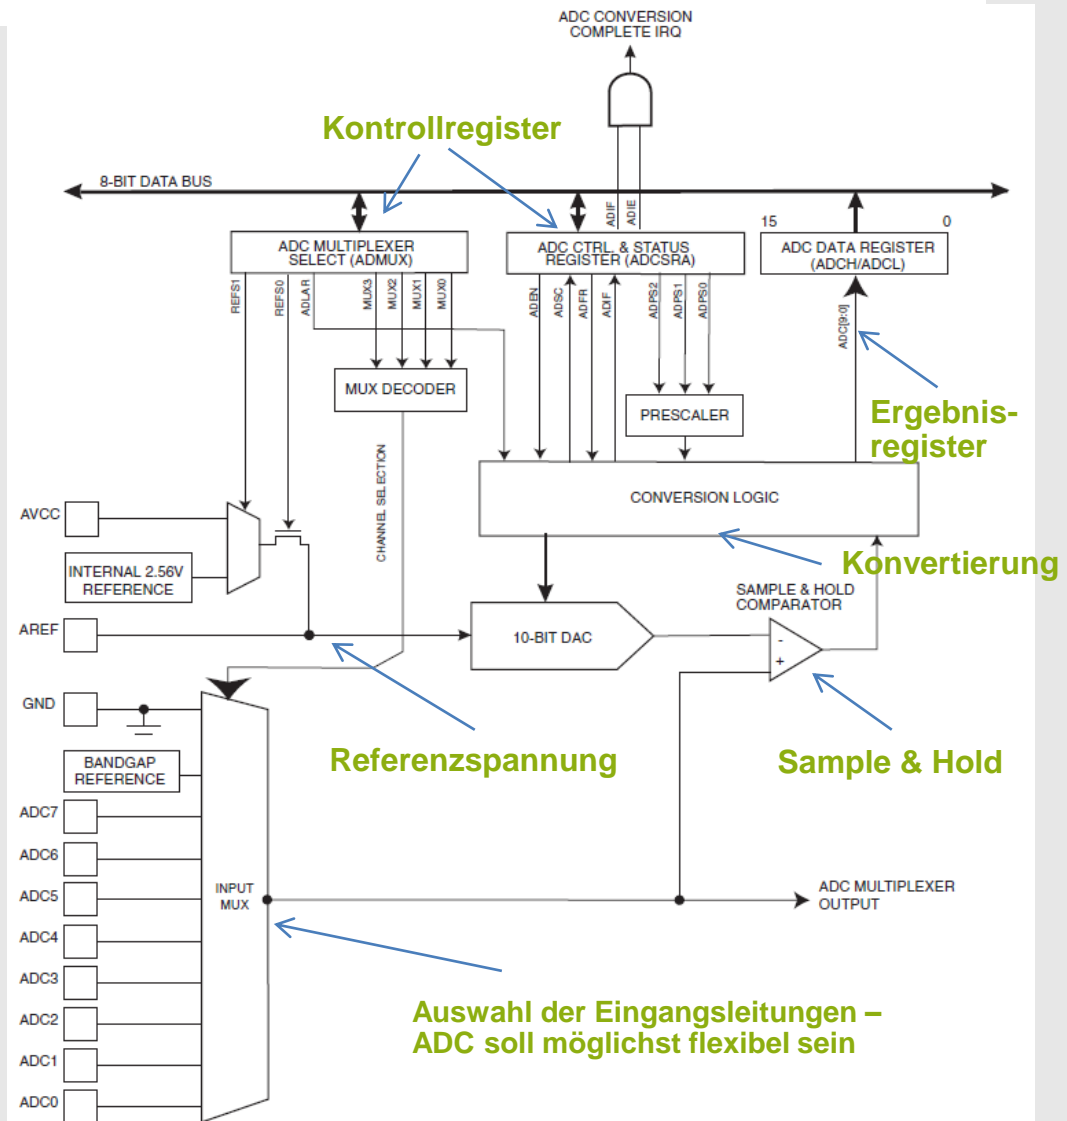 ADC CONVERSION
COMPLETE IRQ
Kontrollregister
8-BIT DATA BUS
ADIF
ADIE
15
0
ADC MULTIPLEXER
SELECT (ADMUX)
ADC CTRL. & STATUS
REGISTER (ADCSRA)
ADC DATA REGISTER
(ADCH/ADCL)
REFS1
REFS0
ADLAR
MUX3
MUX2
MUX1
MUX0
ADEN
ADSC
ADFR
ADIF
ADPS2
ADPS1
ADPS0
ADC[9:0]
MUX DECODER
PRESCALER
Ergebnis-
register
CHANNEL SELECTION
CONVERSION LOGIC
AVCC
INTERNAL 2.56V
REFERENCE
Konvertierung
SAMPLE & HOLD
COMPARATOR
AREF
10-BIT DAC
-
+
GND
Referenzspannung
Sample & Hold
BANDGAP
REFERENCE
ADC7
ADC6
ADC5
ADC4
ADC3
ADC2
ADC1
ADC0
INPUT
MUX
ADC MULTIPLEXER
OUTPUT
Auswahl der Eingangsleitungen –
ADC soll möglichst flexibel sein